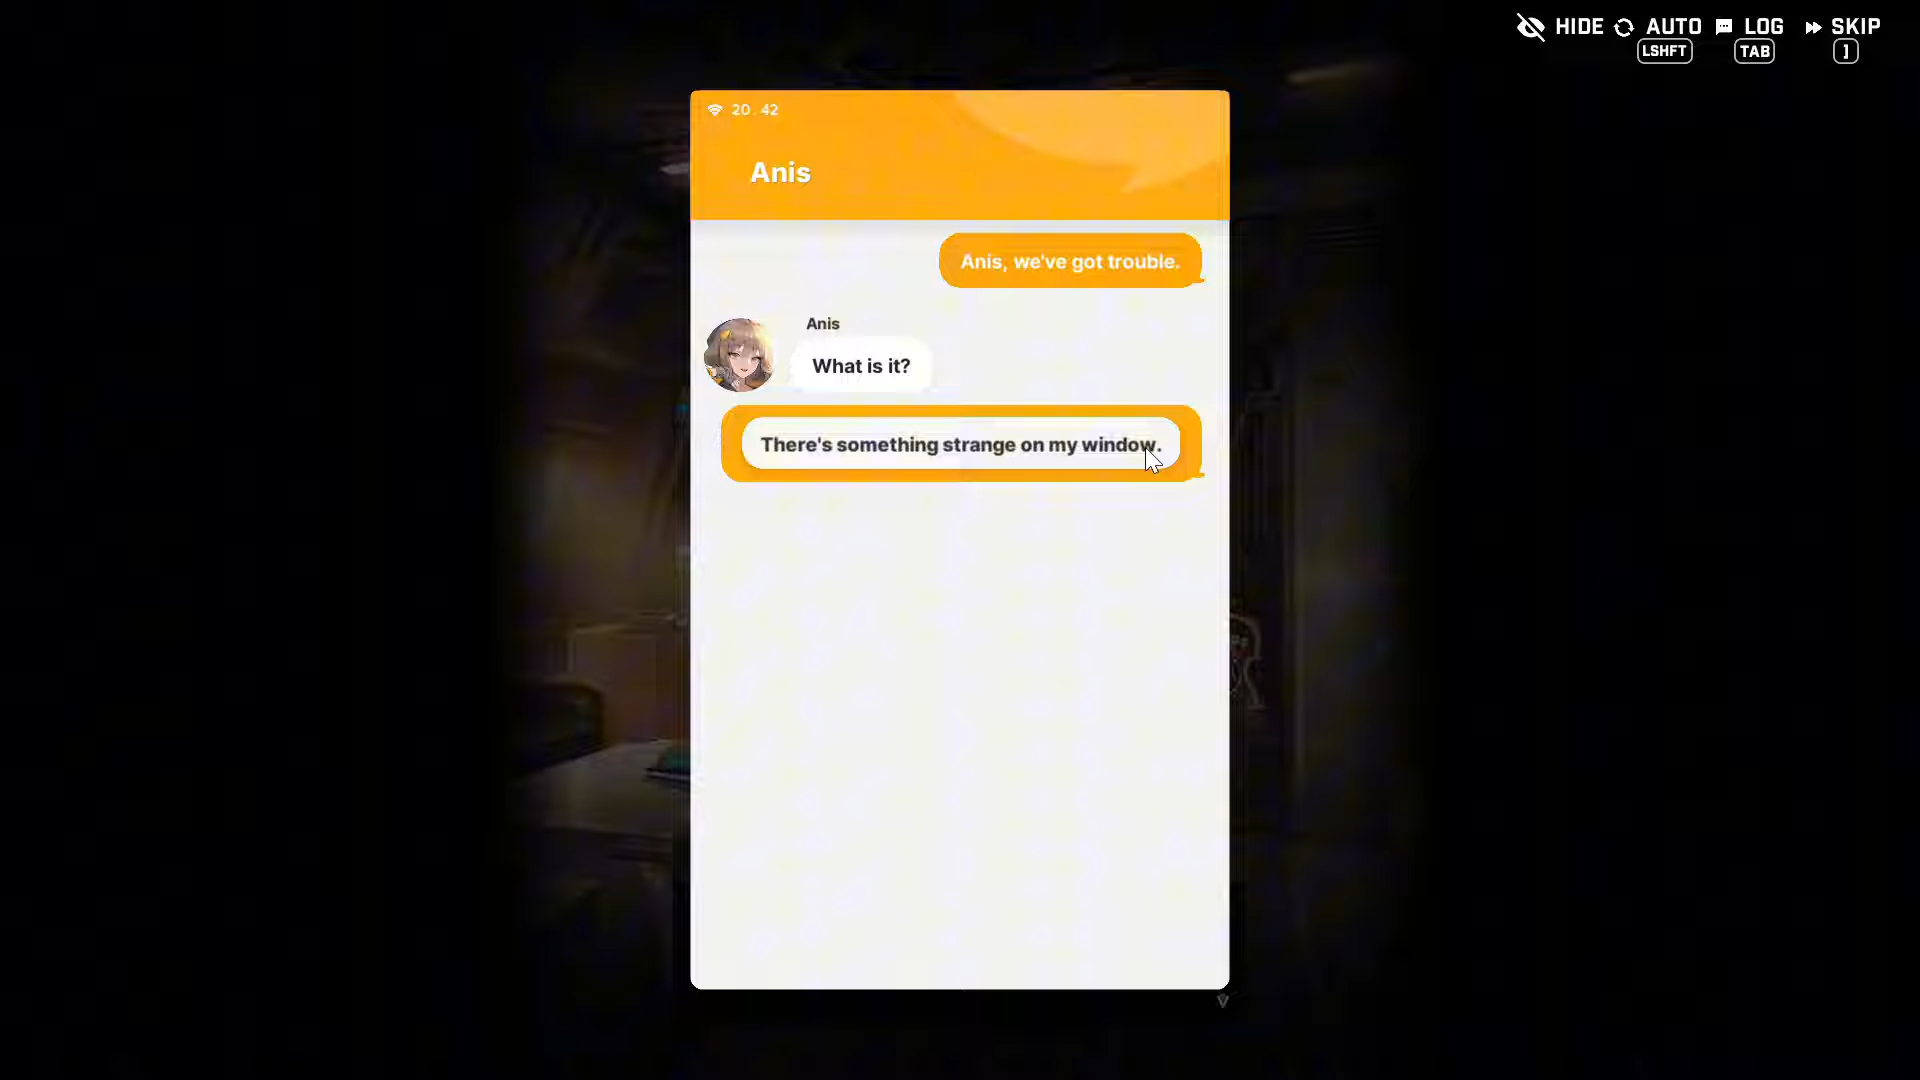 HIDE AUTO LOG SKIP
LSHFT TAB ]
20.42
Anis
Anis, we've got trouble.
Anis
What is it?
There's something strange on my window.